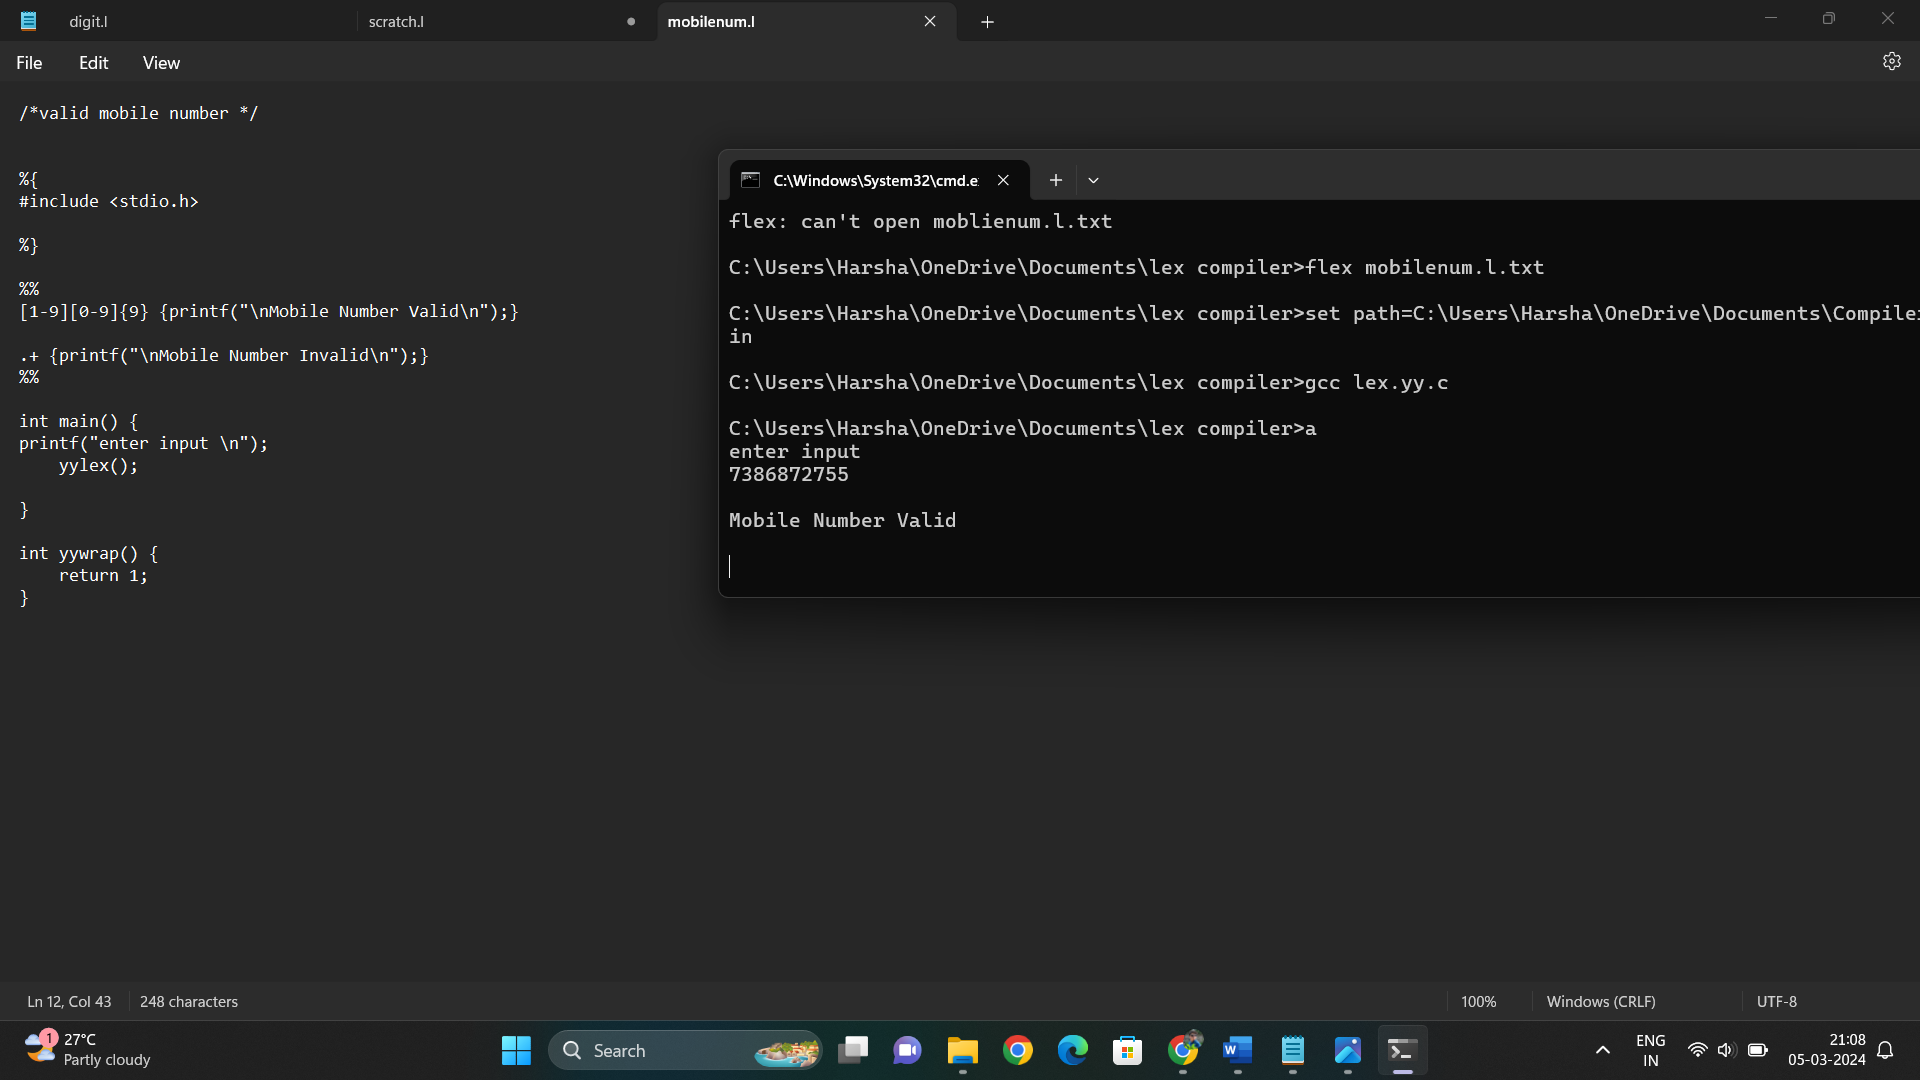 digit.l
scratch.l
mobilenum.l
File
Edit
View
/*valid mobile number */
%{
#include <stdio.h>
%}
%%
[1-9][0-9]{9} {printf("\nMobile Number Valid\n");}
.+ {printf("\nMobile Number Invalid\n");}
%%
int main() {
printf("enter input \n");
    yylex();
}
int yywrap() {
    return 1;
}
C:\Windows\System32\cmd.e
flex: can't open moblienum.l.txt
C:\Users\Harsha\OneDrive\Documents\lex compiler>flex mobilenum.l.txt
C:\Users\Harsha\OneDrive\Documents\lex compiler>set path=C:\Users\Harsha\OneDrive\Documents\Compiler
in
C:\Users\Harsha\OneDrive\Documents\lex compiler>gcc lex.yy.c
C:\Users\Harsha\OneDrive\Documents\lex compiler>a
enter input
7386872755
Mobile Number Valid
Ln 12, Col 43
248 characters
100%
Windows (CRLF)
UTF-8
1
27°C
Partly cloudy
Search
W
ENG
IN
21:08
05-03-2024